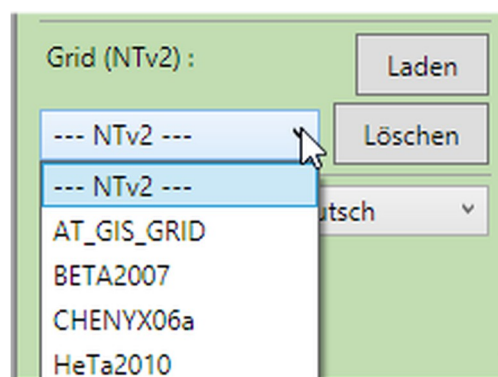 Grid (NTv2) :
Laden
--- NTv2 ---
Löschen
--- NTv2 ---
utsch
AT_GIS_GRID
BETA2007
CHENYX06a
HeTa2010